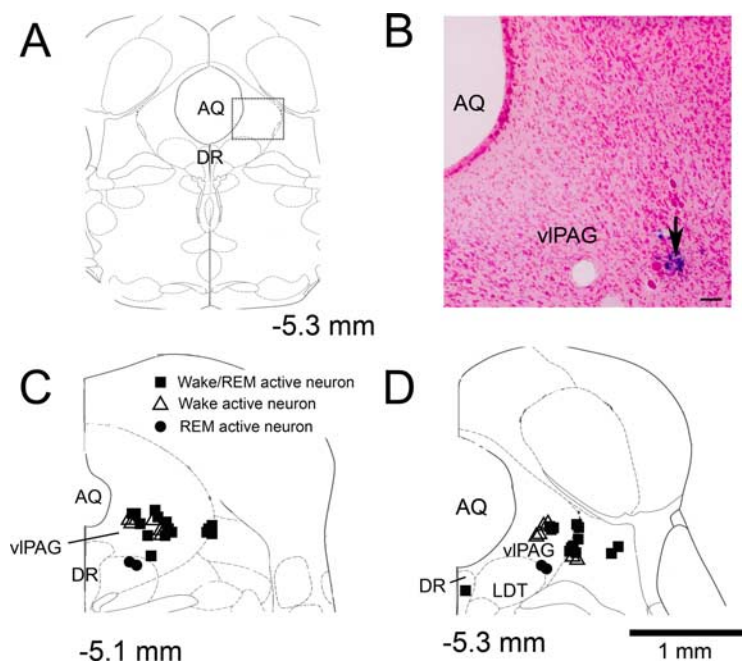 A
AQ
DR
-5.3 mm
B
AQ
vlPAG
C
Wake/REM active neuron
Wake active neuron
REM active neuron
AQ
vlPAG
DR
-5.1 mm
D
AQ
vlPAG
DR
LDT
-5.3 mm
1 mm